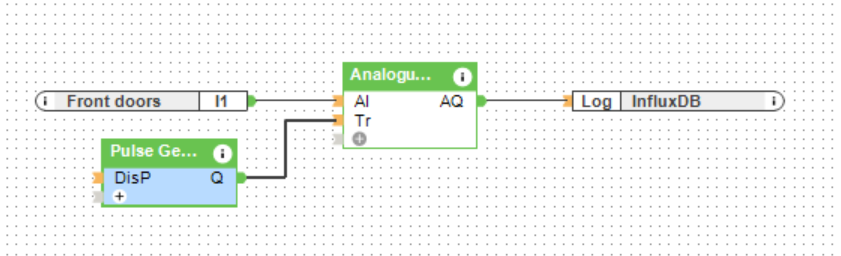 Analogu...
Front doors I1
AI AQ
Log InfluxDB
Tr
Pulse Ge...
DisP Q